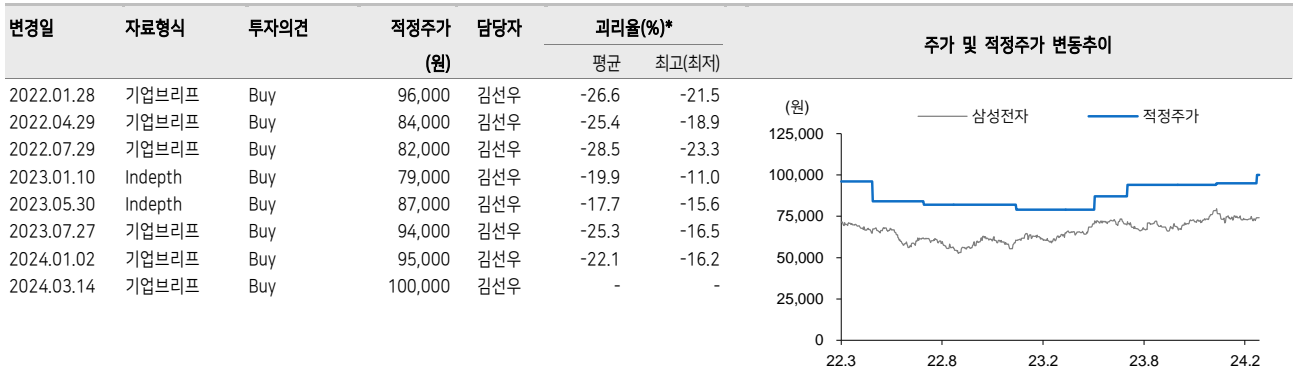 변경일 자료형식 투자의견 적정주가 담당자 괴리율(%)* 주가 및 적정주가 변동추이
(원) 평균 최고(최저)
2022.01.28 기업브리프 Buy 96,000 김선우 -26.6 -21.5
2022.04.29 기업브리프 Buy 84,000 김선우 -25.4 -18.9
2022.07.29 기업브리프 Buy 82,000 김선우 -28.5 -23.3
2023.01.10 Indepth Buy 79,000 김선우 -19.9 -11.0
2023.05.30 Indepth Buy 87,000 김선우 -17.7 -15.6
2023.07.27 기업브리프 Buy 94,000 김선우 -25.3 -16.5
2024.01.02 기업브리프 Buy 95,000 김선우 -22.1 -16.2
2024.03.14 기업브리프 Buy 100,000 김선우 - -
(원) 삼성전자 적정주가
125,000
100,000
75,000
50,000
25,000
0
22.3 22.8 23.2 23.8 24.2